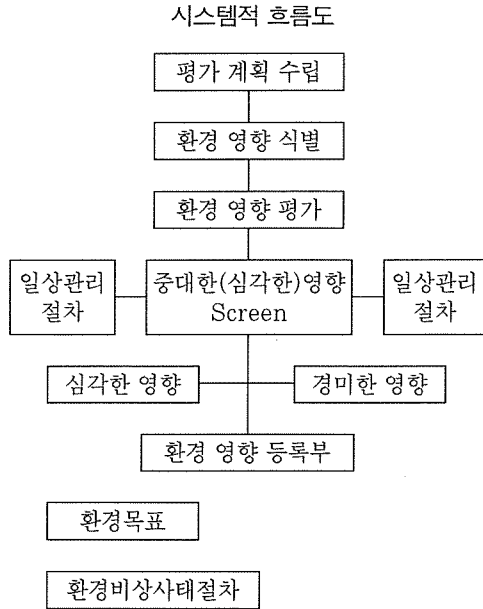 시스템적 흐름도
평가 계획 수립
환경 영향 식별
환경 영향 평가
일상관리
절차
중대한(심각한)영향
Screen
일상관리
절차
심각한 영향
경미한 영향
환경 영향 등록부
환경목표
환경비상사태절차